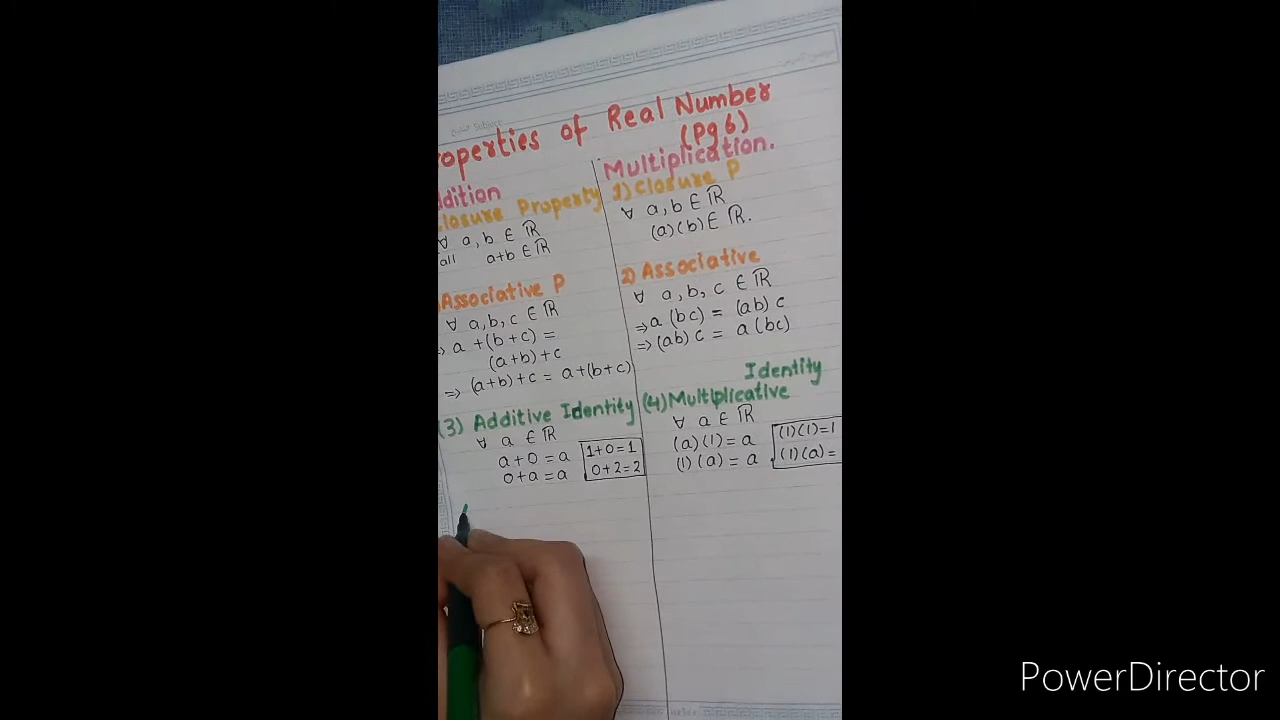 roperties of Real Number
(Pg 6)
ddition
losure Property
∀ a, b ∈ ℝ
all a+b ∈ ℝ
Associative P
∀ a, b, c ∈ ℝ
⇒ a +(b+c) =
(a+b)+c
⇒ (a+b)+c = a+(b+c)
(3) Additive Identity
∀ a ∈ ℝ
a+0 = a
0+a = a
1+0=1
0+2=2
Multiplication.
1) Closure P
∀ a, b ∈ ℝ
(a)(b) ∈ ℝ.
2) Associative
∀ a, b, c ∈ ℝ
⇒ a (bc) = (ab) c
⇒ (ab) c = a (bc)
Identity
(4) Multiplicative
∀ a ∈ ℝ
(a)(1) = a
(1)(a) = a
(1)(1)=1
(1)(a)=
PowerDirector